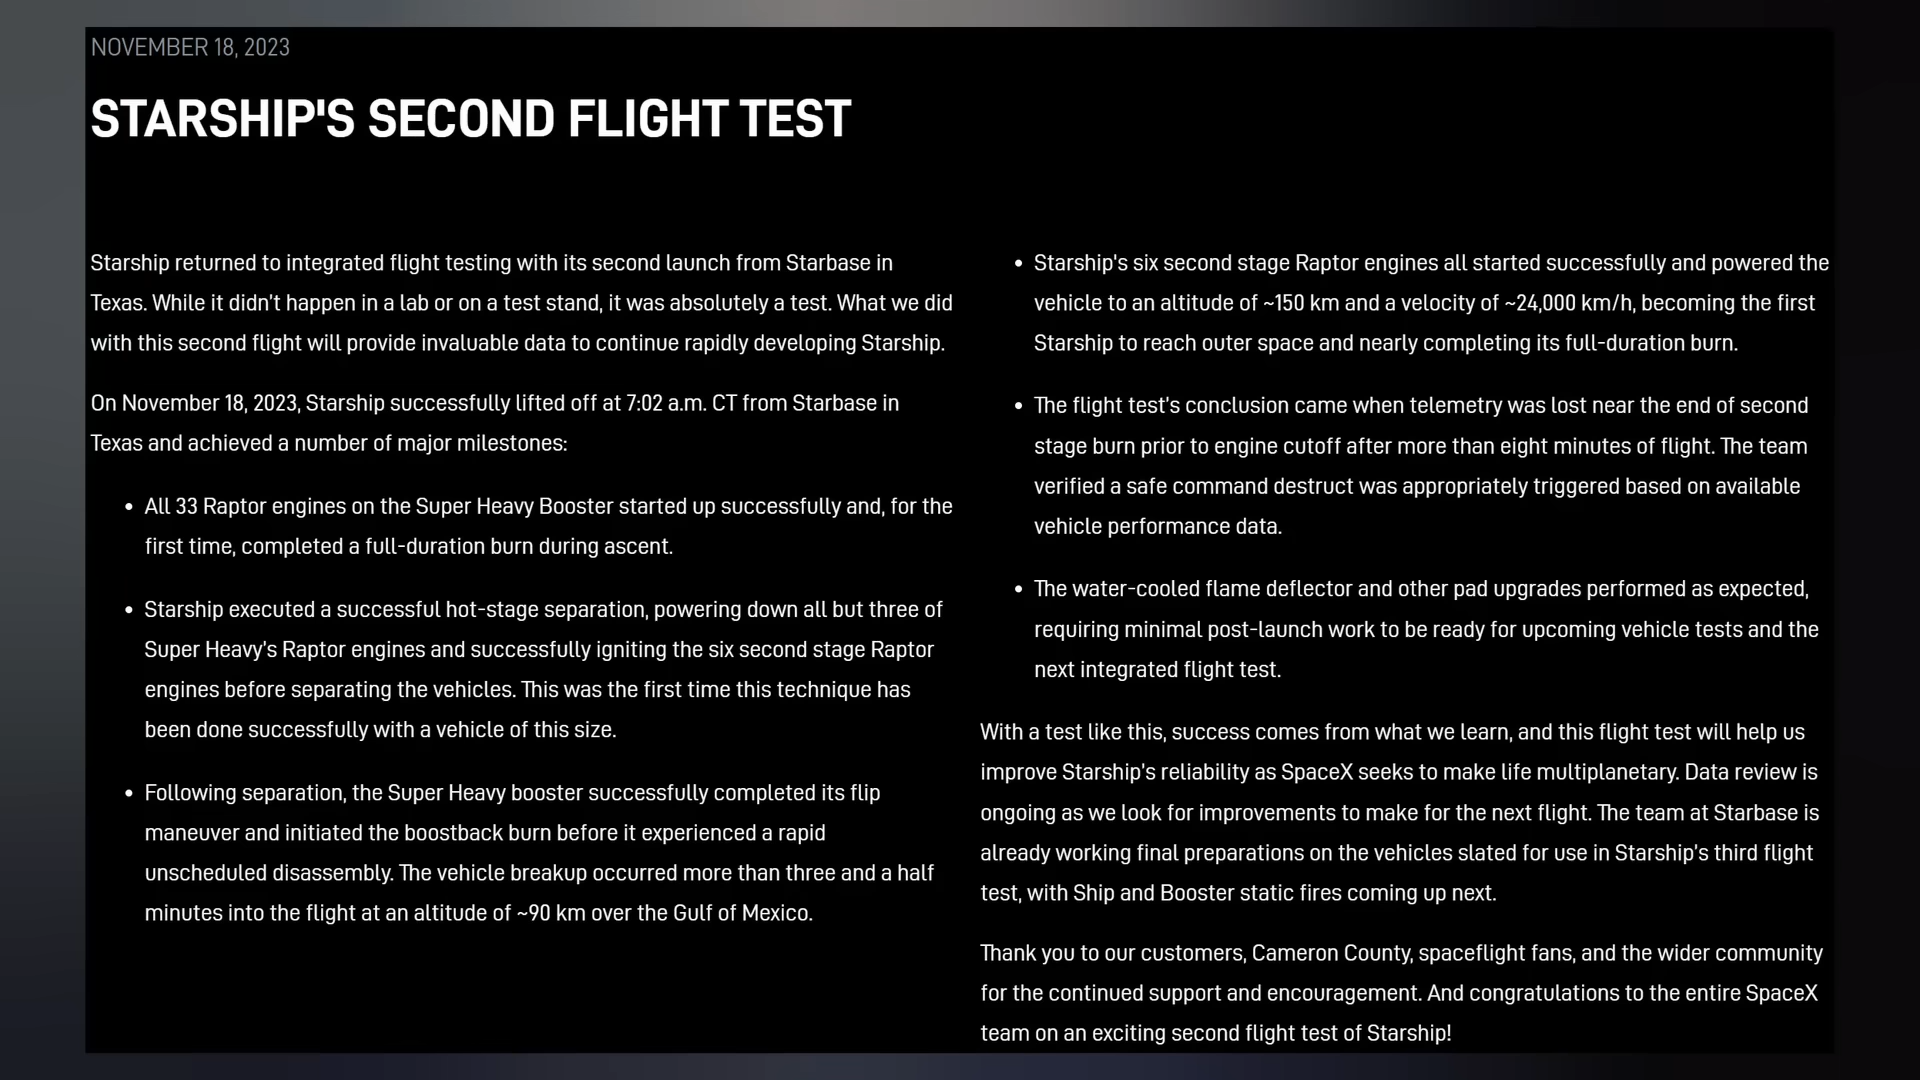 NOVEMBER 18, 2023
STARSHIP'S SECOND FLIGHT TEST
Starship returned to integrated flight testing with its second launch from Starbase in
Texas. While it didn't happen in a lab or on a test stand, it was absolutely a test. What we did
with this second flight will provide invaluable data to continue rapidly developing Starship.
On November 18, 2023, Starship successfully lifted off at 7:02 a.m. CT from Starbase in
Texas and achieved a number of major milestones:
• All 33 Raptor engines on the Super Heavy Booster started up successfully and, for the
first time, completed a full-duration burn during ascent.
• Starship executed a successful hot-stage separation, powering down all but three of
Super Heavy's Raptor engines and successfully igniting the six second stage Raptor
engines before separating the vehicles. This was the first time this technique has
been done successfully with a vehicle of this size.
• Following separation, the Super Heavy booster successfully completed its flip
maneuver and initiated the boostback burn before it experienced a rapid
unscheduled disassembly. The vehicle breakup occurred more than three and a half
minutes into the flight at an altitude of ~90 km over the Gulf of Mexico.
• Starship's six second stage Raptor engines all started successfully and powered the
vehicle to an altitude of ~150 km and a velocity of ~24,000 km/h, becoming the first
Starship to reach outer space and nearly completing its full-duration burn.
• The flight test's conclusion came when telemetry was lost near the end of second
stage burn prior to engine cutoff after more than eight minutes of flight. The team
verified a safe command destruct was appropriately triggered based on available
vehicle performance data.
• The water-cooled flame deflector and other pad upgrades performed as expected,
requiring minimal post-launch work to be ready for upcoming vehicle tests and the
next integrated flight test.
With a test like this, success comes from what we learn, and this flight test will help us
improve Starship's reliability as SpaceX seeks to make life multiplanetary. Data review is
ongoing as we look for improvements to make for the next flight. The team at Starbase is
already working final preparations on the vehicles slated for use in Starship's third flight
test, with Ship and Booster static fires coming up next.
Thank you to our customers, Cameron County, spaceflight fans, and the wider community
for the continued support and encouragement. And congratulations to the entire SpaceX
team on an exciting second flight test of Starship!